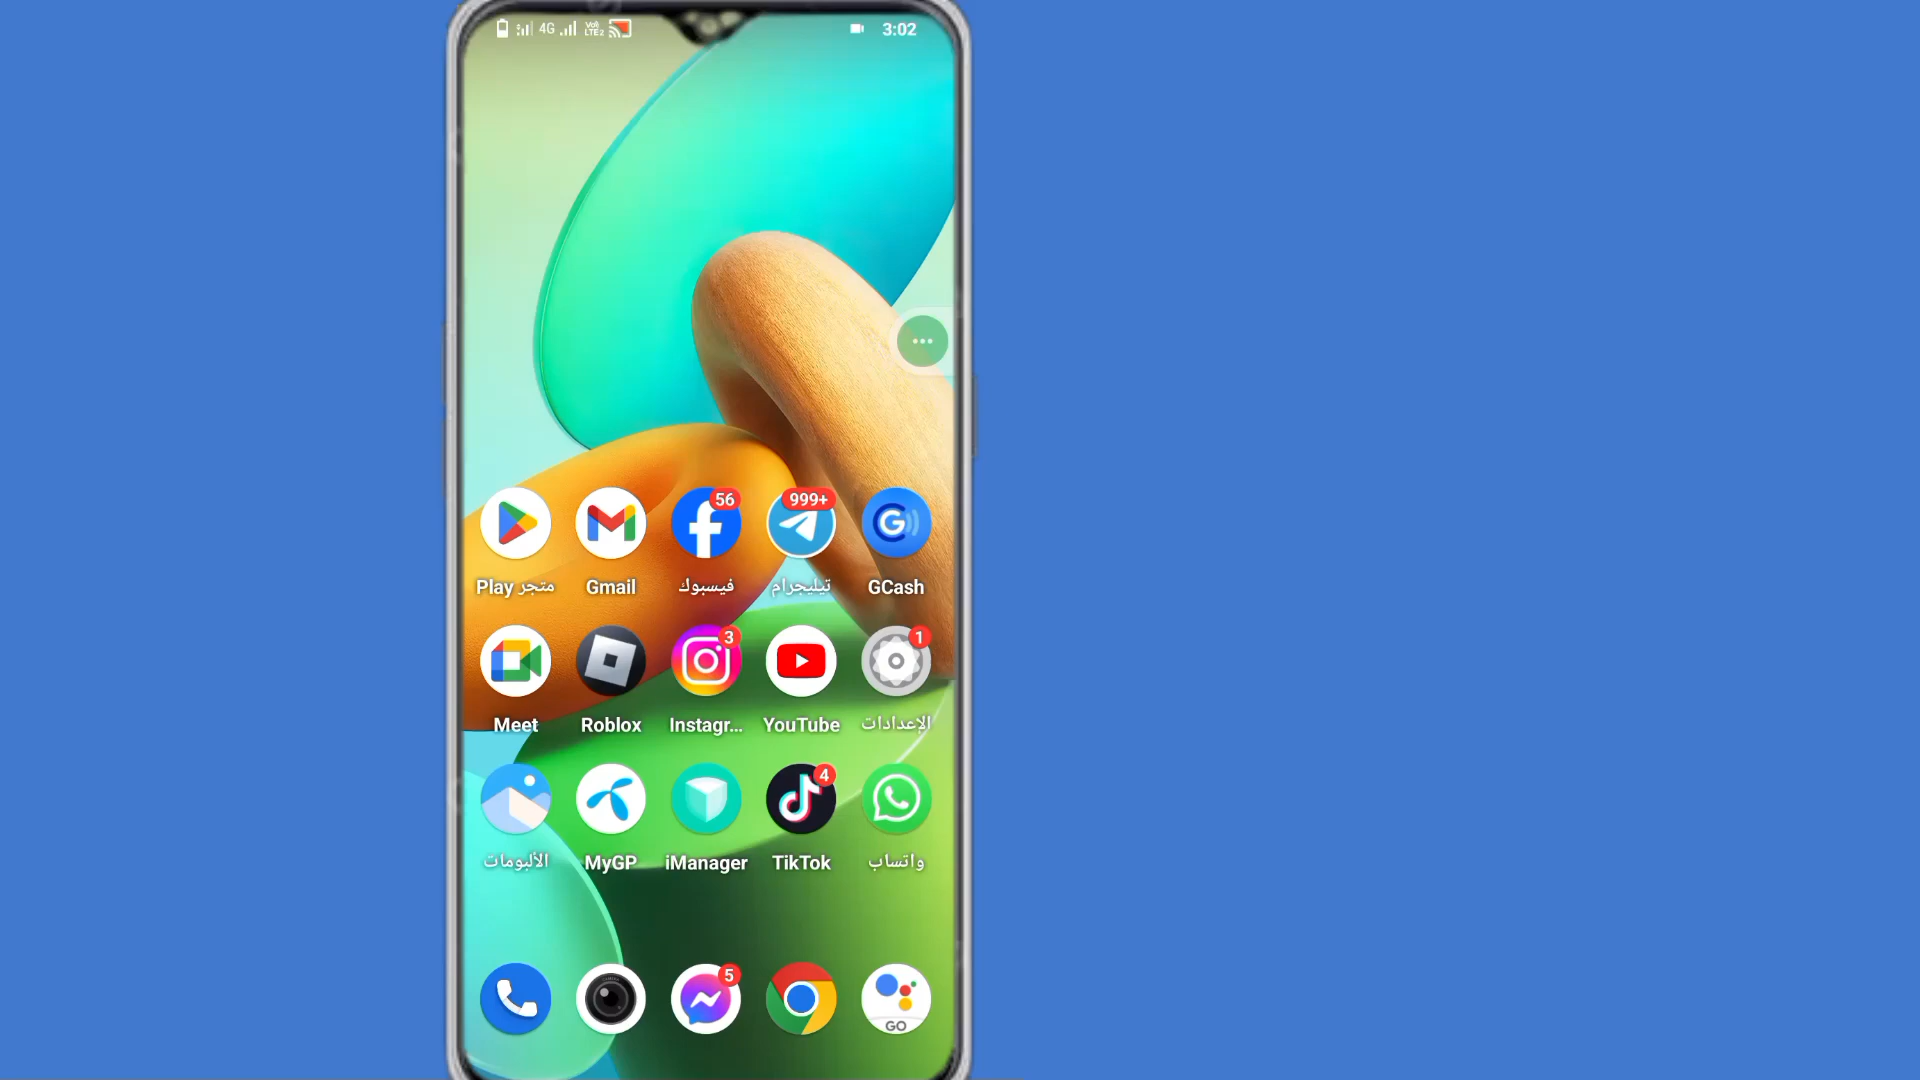 4G VoLTE2 3:02
56 999+
متجر Play Gmail فيسبوك تيليجرام GCash
3 1
Meet Roblox Instagr... YouTube الإعدادات
4
الألبومات MyGP iManager TikTok واتساب
5
GO